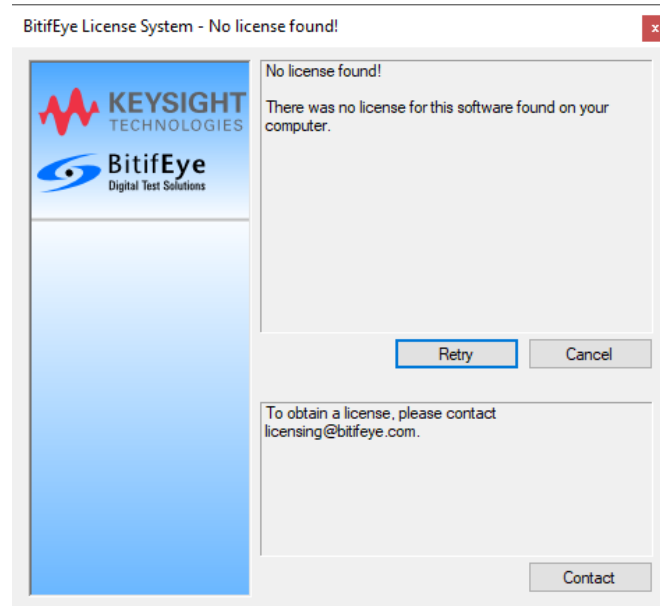 BitifEye License System - No license found!
x
KEYSIGHT
TECHNOLOGIES
BitifEye
Digital Test Solutions
No license found!
There was no license for this software found on your
computer.
Retry
Cancel
To obtain a license, please contact
licensing@bitifeye.com.
Contact